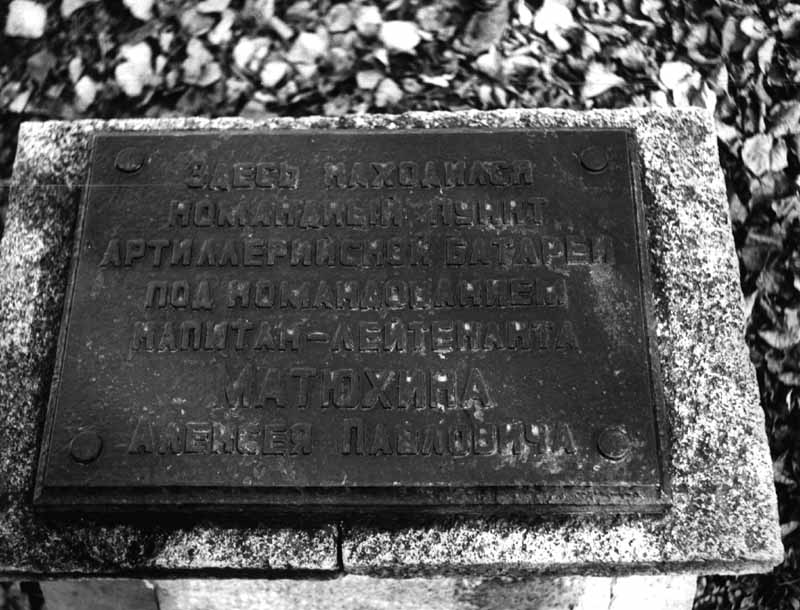 ЗДЕСЬ НАХОДИЛСЯ
КОМАНДНЫЙ ПУНКТ
АРТИЛЛЕРИЙСКОЙ БАТАРЕИ
ПОД КОМАНДОВАНИЕМ
КАПИТАН-ЛЕЙТЕНАНТА
МАТЮХИНА
АЛЕКСЕЯ ПАВЛОВИЧА